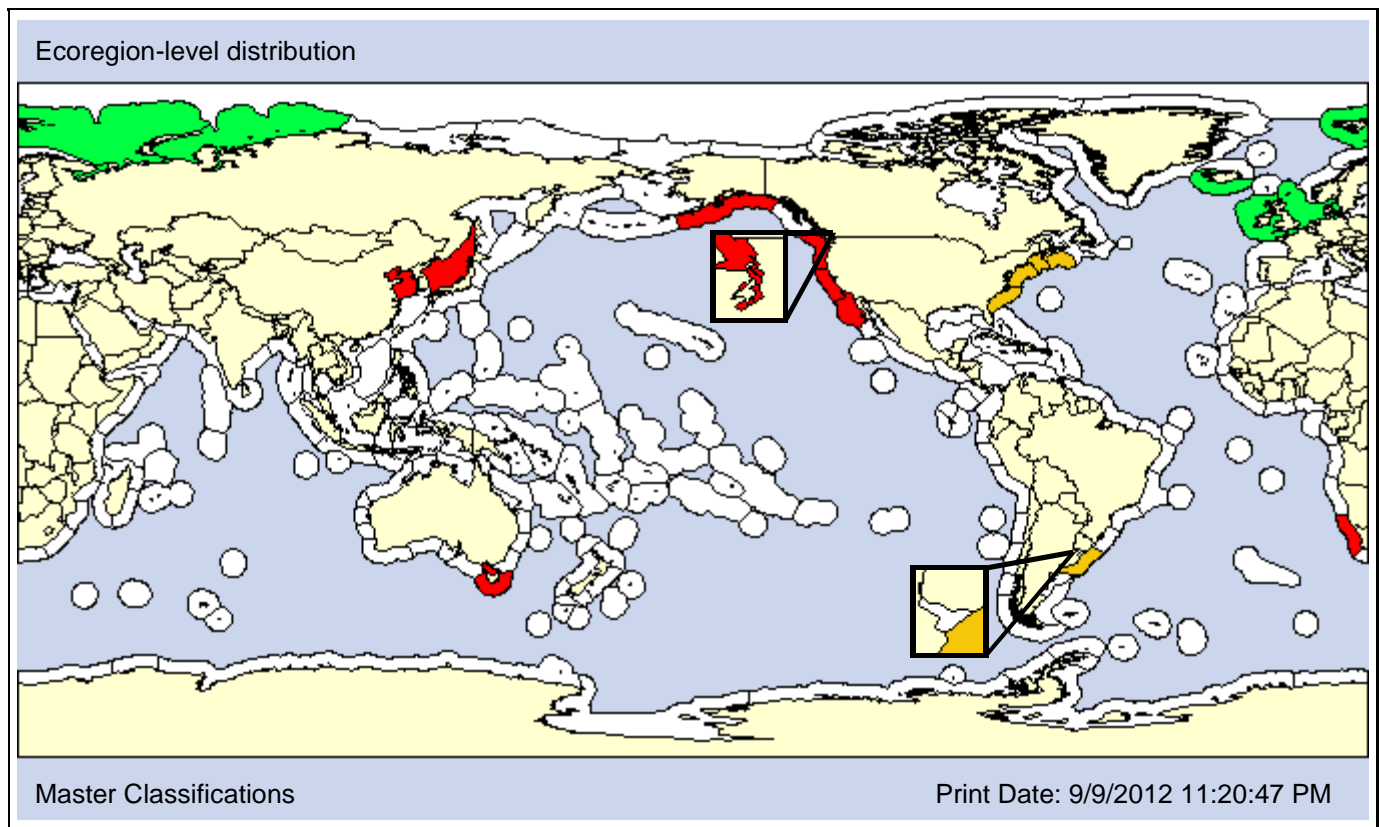 Ecoregion-level distribution
Master Classifications
Print Date: 9/9/2012 11:20:47 PM